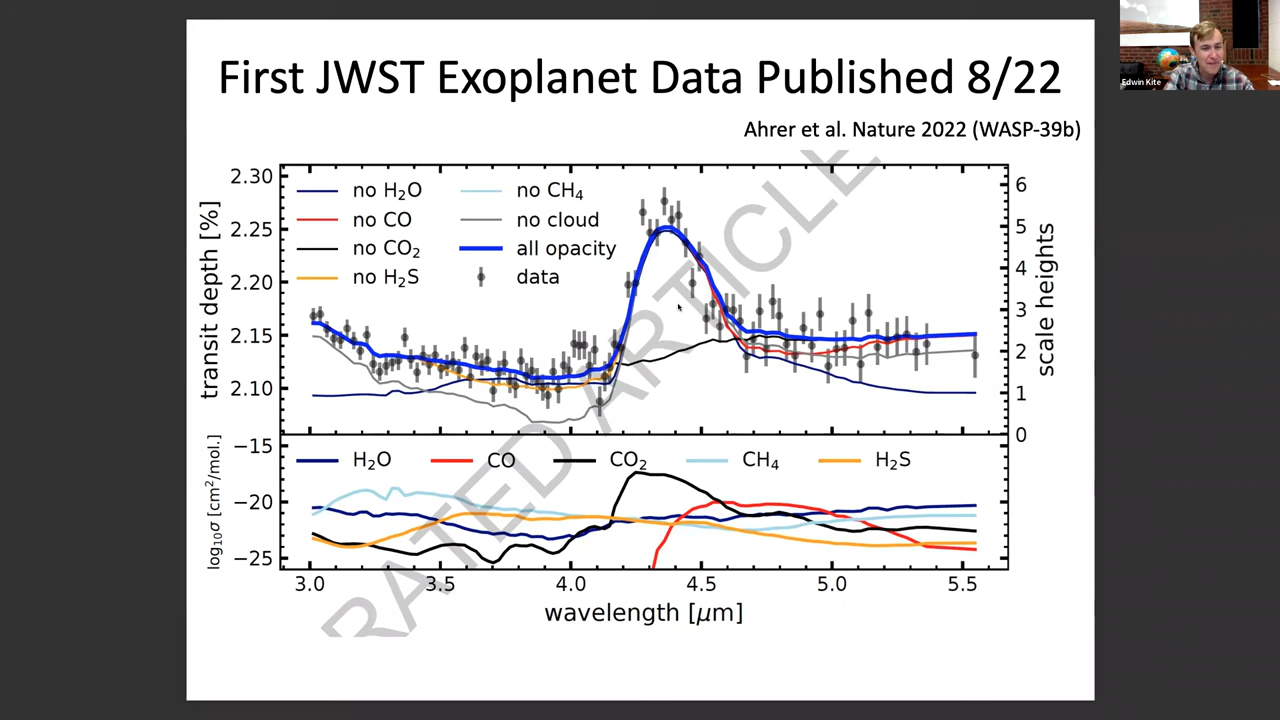 First JWST Exoplanet Data Published 8/22
Edwin Kite
Ahrer et al. Nature 2022 (WASP-39b)
no H₂O
no CH₄
no CO
no cloud
no CO₂
all opacity
no H₂S
data
2.30
2.25
2.20
2.15
2.10
transit depth [%]
6
5
4
3
2
1
0
scale heights
RATED ARTICLE
H₂O
CO
CO₂
CH₄
H₂S
−15
−20
−25
log₁₀σ [cm²/mol.]
3.0
3.5
4.0
4.5
5.0
5.5
wavelength [μm]